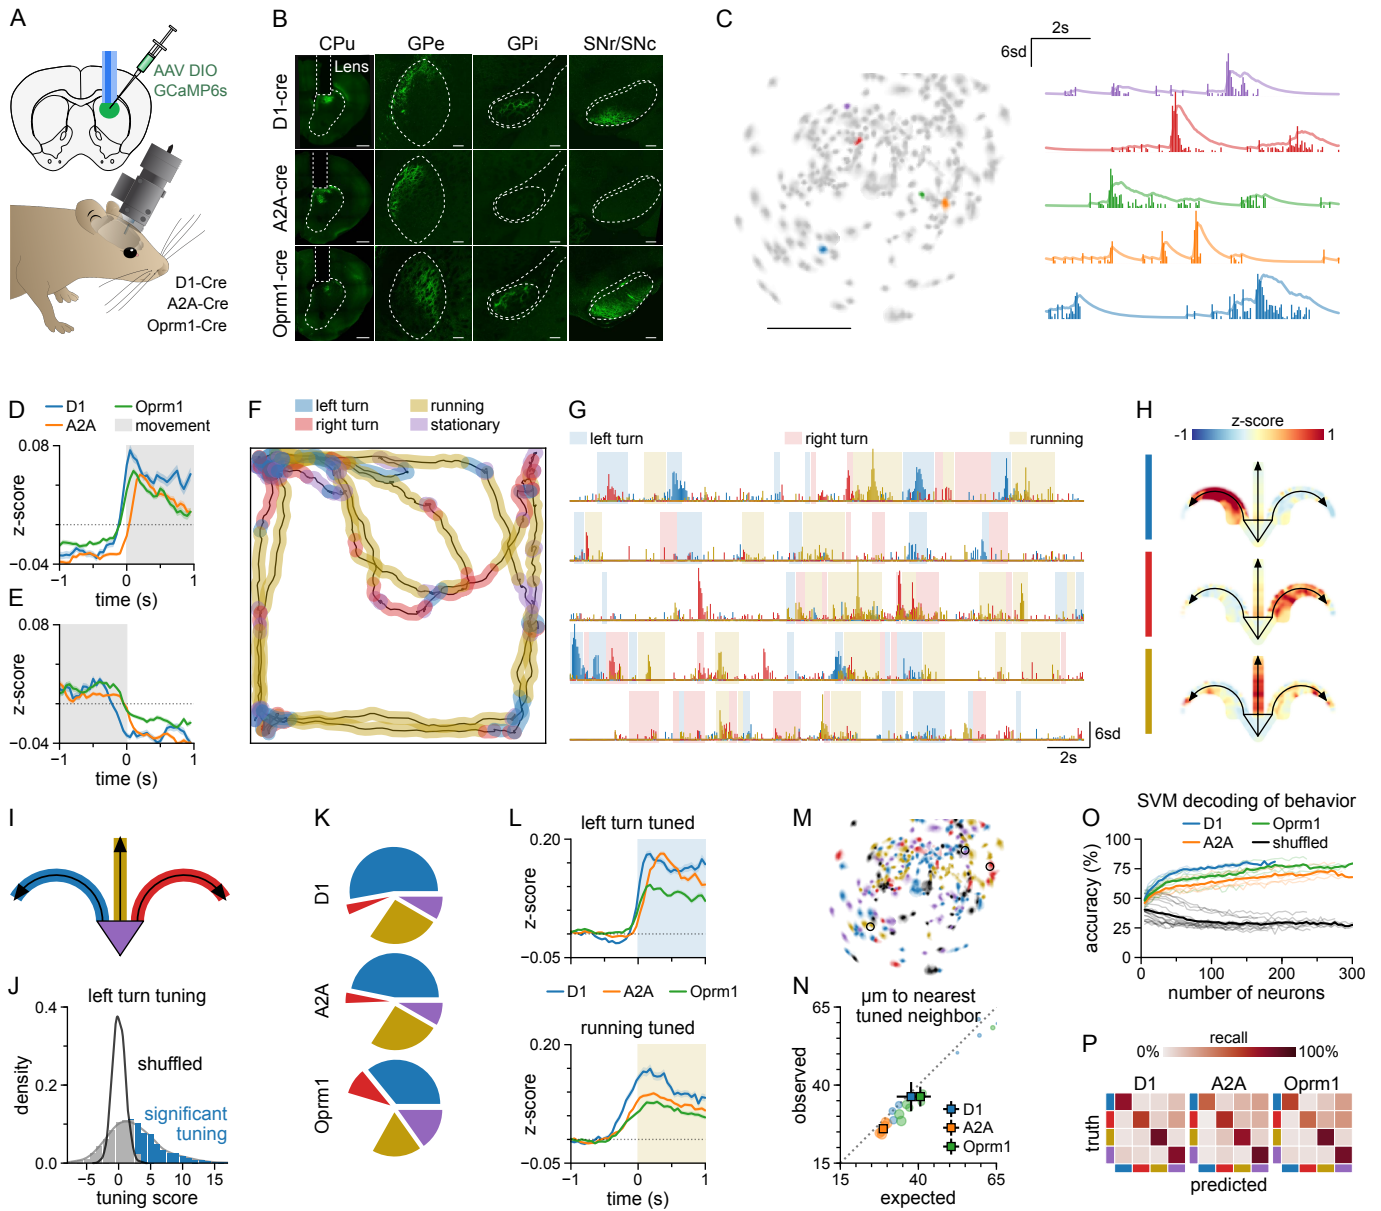 A
AAV DIO
GCaMP6s
D1-Cre
A2A-Cre
Oprm1-Cre
B
CPu GPe GPi SNr/SNc
Lens
D1-cre
A2A-cre
Oprm1-cre
C
2s
6sd
D
D1 Oprm1
A2A movement
0.08
z-score
−0.04
−1 0 1
time (s)
E
0.08
z-score
−0.04
−1 0 1
time (s)
F
left turn running
right turn stationary
G
left turn right turn running
6sd
2s
H
z-score
-1 1
I
J
left turn tuning
0.4
shuffled
0.2
significant
tuning
0.0
density
−5 0 5 10 15
tuning score
K
D1
A2A
Oprm1
L
left turn tuned
0.20
z-score
−0.05
D1 A2A Oprm1
running tuned
0.20
z-score
−0.05
−1 0 1
time (s)
M
N
µm to nearest
tuned neighbor
65
observed
40
D1
A2A
Oprm1
15
15 40 65
expected
O
SVM decoding of behavior
D1 Oprm1
A2A shuffled
100
75
50
25
accuracy (%)
0 100 200 300
number of neurons
P
recall
0% 100%
D1 A2A Oprm1
truth
predicted